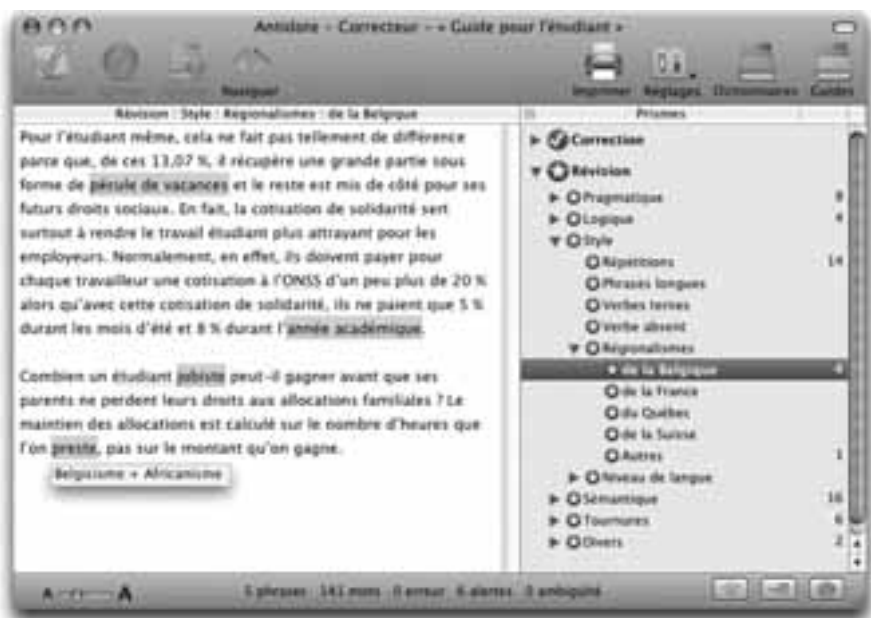 Antidote – Correcteur – « Guide pour l'étudiant »
Naviguer
Imprimer Réglages Dictionnaires Guides
Révision : Style : Régionalismes : de la Belgique
Pour l'étudiant même, cela ne fait pas tellement de différence
parce que, de ces 13,07 %, il récupère une grande partie sous
forme de pécule de vacances et le reste est mis de côté pour ses
futurs droits sociaux. En fait, la cotisation de solidarité sert
surtout à rendre le travail étudiant plus attrayant pour les
employeurs. Normalement, en effet, ils doivent payer pour
chaque travailleur une cotisation à l'ONSS d'un peu plus de 20 %
alors qu'avec cette cotisation de solidarité, ils ne paient que 5 %
durant les mois d'été et 8 % durant l'année académique.
Combien un étudiant jobiste peut-il gagner avant que ses
parents ne perdent leurs droits aux allocations familiales ? Le
maintien des allocations est calculé sur le nombre d'heures que
l'on preste, pas sur le montant qu'on gagne.
Belgicisme + Africanisme
Prismes
Correction
Révision
Pragmatique 8
Logique 4
Style
Répétitions 14
Phrases longues
Verbes ternes
Verbe absent
Régionalismes
de la Belgique 4
de la France
du Québec
de la Suisse
Autres 1
Niveau de langue
Sémantique 16
Tournures 6
Divers 2
A A
5 phrases 141 mots 0 erreur 6 alertes 0 ambiguïté